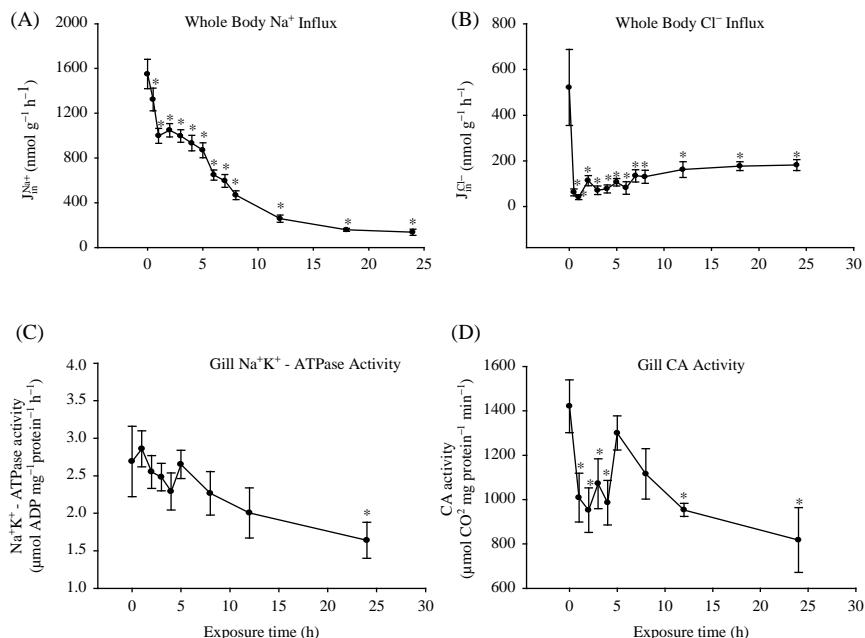 (A)
Whole Body Na⁺ Influx
J in Na+
(nmol g⁻¹ h⁻¹)
2000
1600
1200
800
400
0
0 5 10 15 20 25
* * * * * * * * * * * *
(B)
Whole Body Cl⁻ Influx
J in Cl−
(nmol g⁻¹ h⁻¹)
800
600
400
200
0
0 5 10 15 20 25
* * * * * * ** * * *
(C)
Gill Na⁺K⁺ - ATPase Activity
Na⁺K⁺ - ATPase activity
(μmol ADP mg⁻¹protein⁻¹ h⁻¹)
4.0
3.5
3.0
2.5
2.0
1.5
1.0
*
0 5 10 15 20 25 30
Exposure time (h)
(D)
Gill CA Activity
CA activity
(μmol CO² mg protein⁻¹ min⁻¹)
1600
1400
1200
1000
800
600
* * * * * *
0 5 10 15 20 25 30
Exposure time (h)